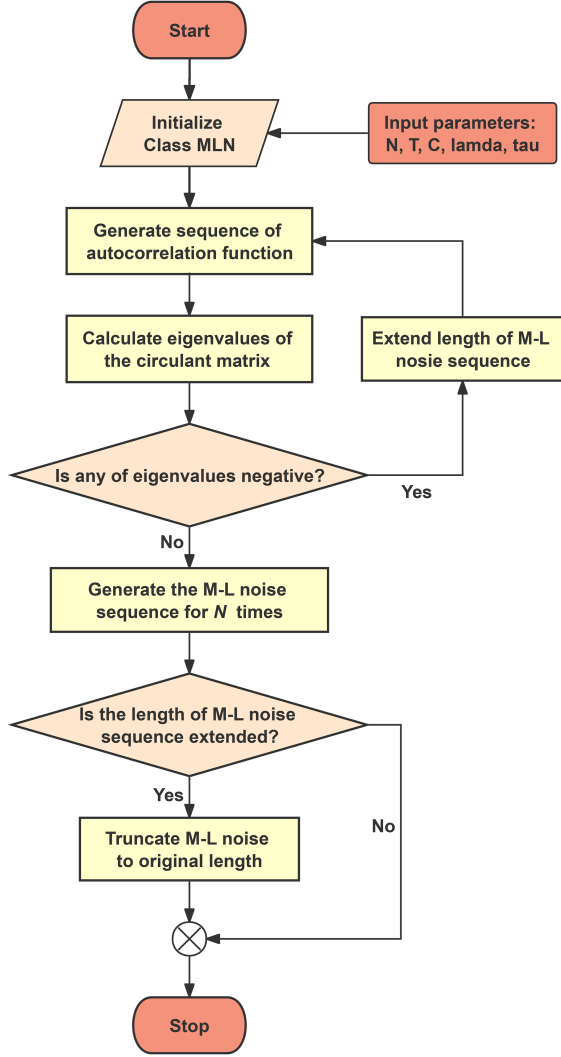 Start
Initialize
Class MLN
Input parameters:
N, T, C, lamda, tau
Generate sequence of
autocorrelation function
Calculate eigenvalues of
the circulant matrix
Extend length of M-L
nosie sequence
Is any of eigenvalues negative?
Yes
No
Generate the M-L noise
sequence for N times
Is the length of M-L noise
sequence extended?
Yes
No
Truncate M-L noise
to original length
Stop